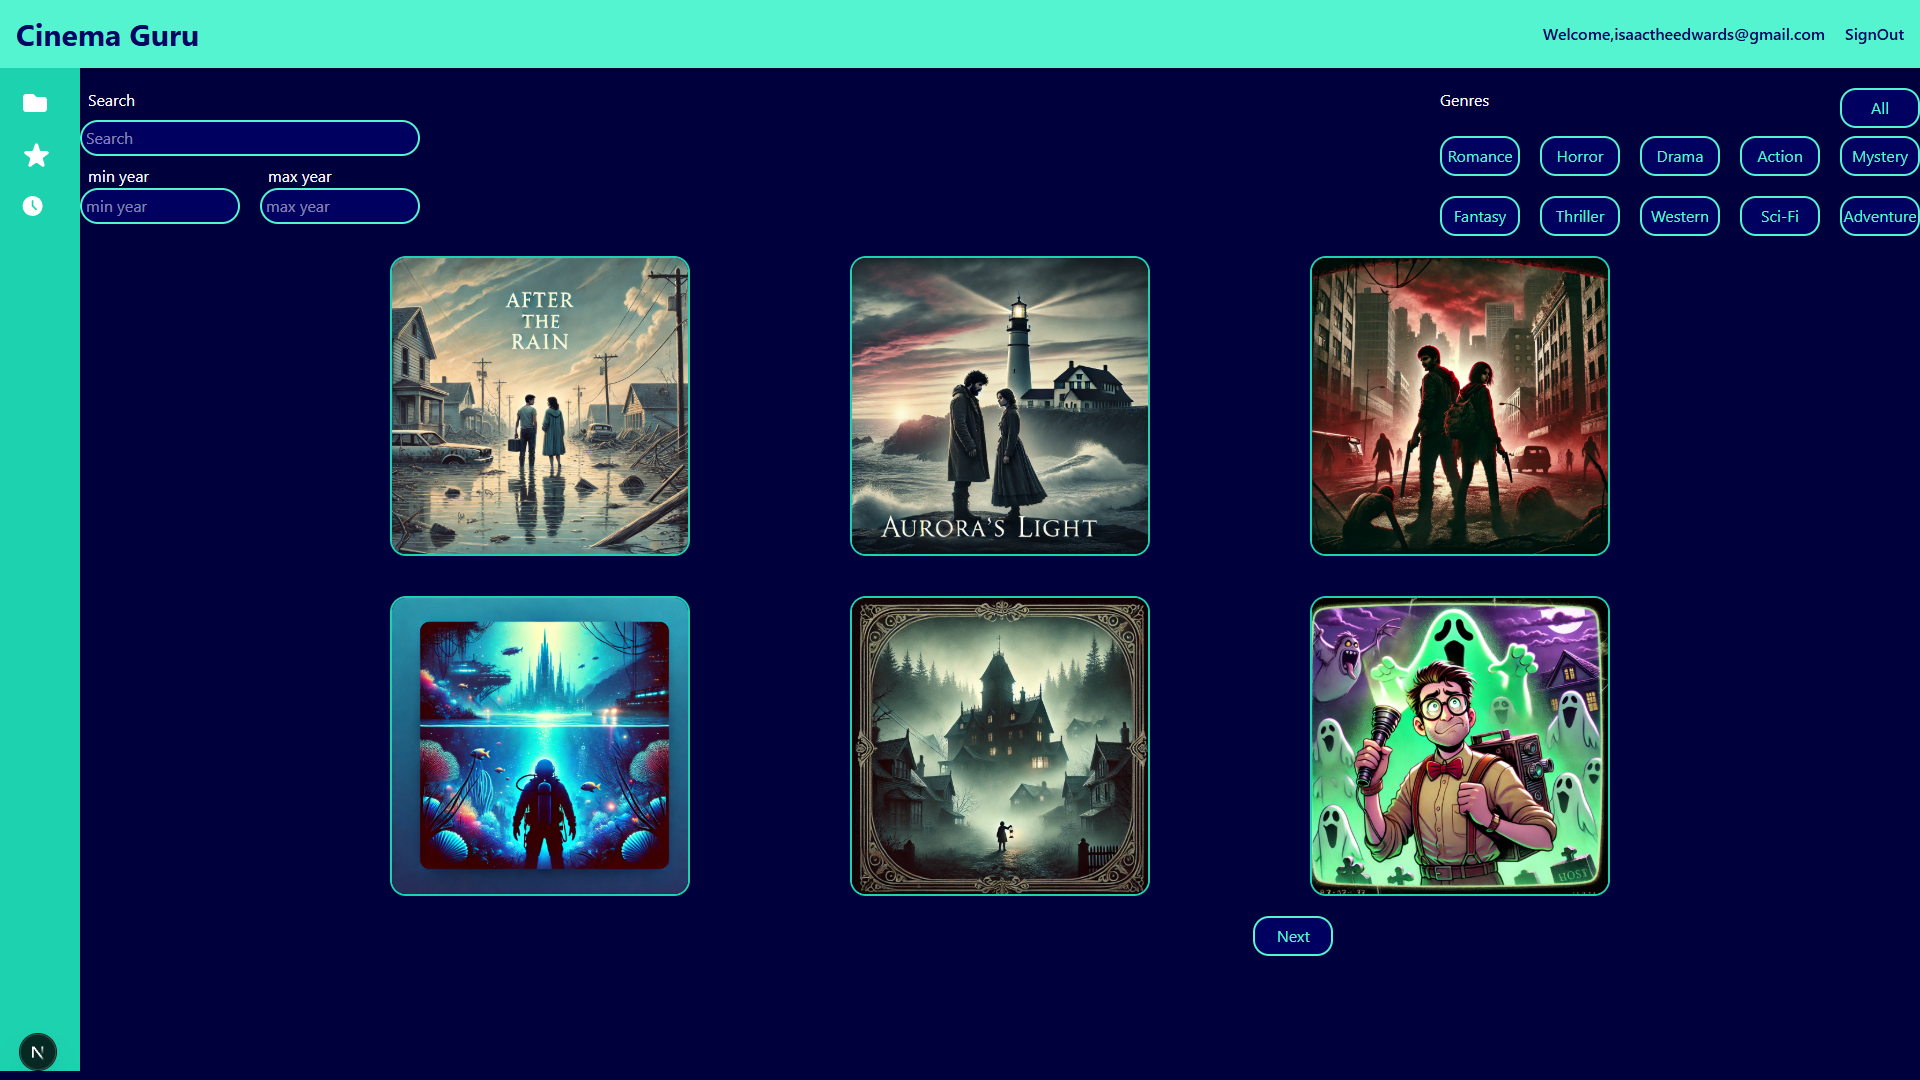 Cinema Guru
Welcome,isaactheedwards@gmail.com
SignOut
Search
Search
min year
max year
min year
max year
Genres
All
Romance
Horror
Drama
Action
Mystery
Fantasy
Thriller
Western
Sci-Fi
Adventure
AFTER
THE
RAIN
AURORA'S LIGHT
HOST
Next
N